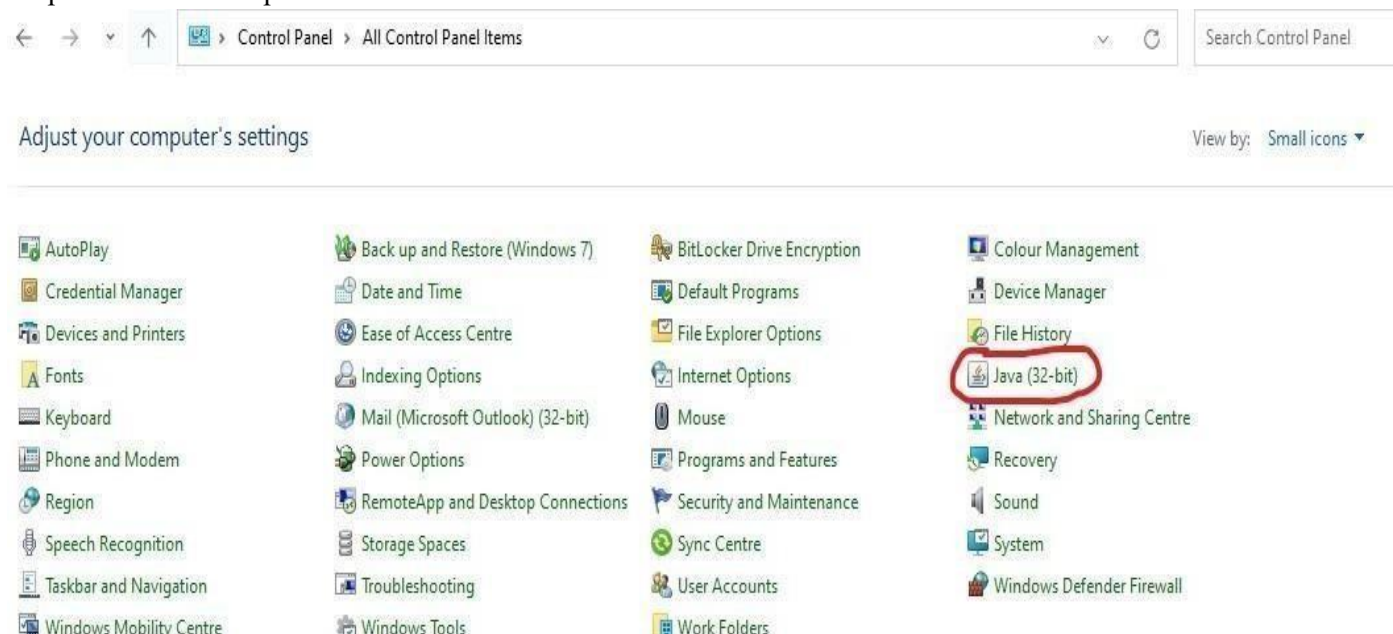 Control Panel > All Control Panel Items
Search Control Panel
Adjust your computer's settings
View by: Small icons
AutoPlay
Back up and Restore (Windows 7)
BitLocker Drive Encryption
Colour Management
Credential Manager
Date and Time
Default Programs
Device Manager
Devices and Printers
Ease of Access Centre
File Explorer Options
File History
Fonts
Indexing Options
Internet Options
Java (32-bit)
Keyboard
Mail (Microsoft Outlook) (32-bit)
Mouse
Network and Sharing Centre
Phone and Modem
Power Options
Programs and Features
Recovery
Region
RemoteApp and Desktop Connections
Security and Maintenance
Sound
Speech Recognition
Storage Spaces
Sync Centre
System
Taskbar and Navigation
Troubleshooting
User Accounts
Windows Defender Firewall
Windows Mobility Centre
Windows Tools
Work Folders